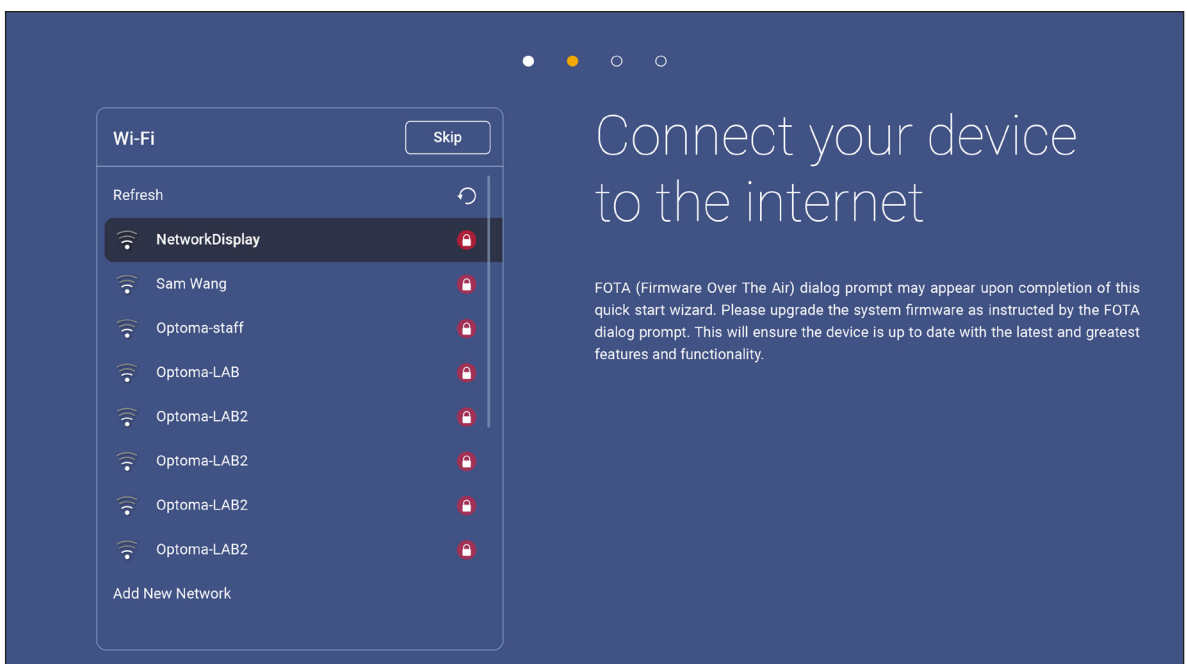 Wi-Fi
Skip
Refresh
NetworkDisplay
Sam Wang
Optoma-staff
Optoma-LAB
Optoma-LAB2
Optoma-LAB2
Optoma-LAB2
Optoma-LAB2
Add New Network
Connect your device
to the internet
FOTA (Firmware Over The Air) dialog prompt may appear upon completion of this
quick start wizard. Please upgrade the system firmware as instructed by the FOTA
dialog prompt. This will ensure the device is up to date with the latest and greatest
features and functionality.